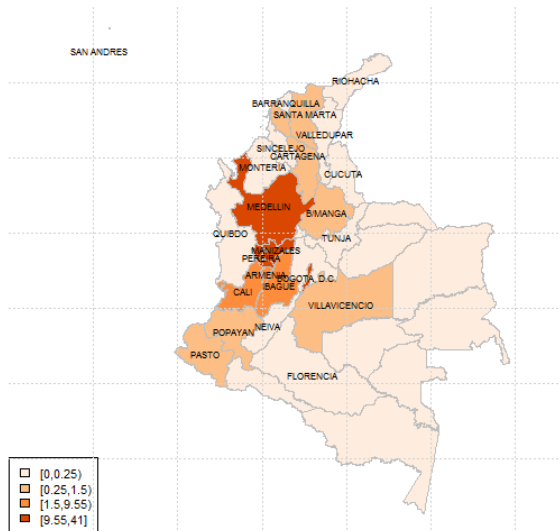 SAN ANDRES
RIOHACHA
BARRANQUILLA
SANTA MARTA
VALLEDUPAR
SINCELEJO
CARTAGENA
MONTERIA
CUCUTA
MEDELLIN
B/MANGA
QUIBDO
TUNJA
MANIZALES
PEREIRA
ARMENIA
BOGOTA, D.C.
IBAGUE
CALI
VILLAVICENCIO
NEIVA
POPAYAN
PASTO
FLORENCIA
[0,0.25)
[0.25,1.5)
[1.5,9.55)
[9.55,41]